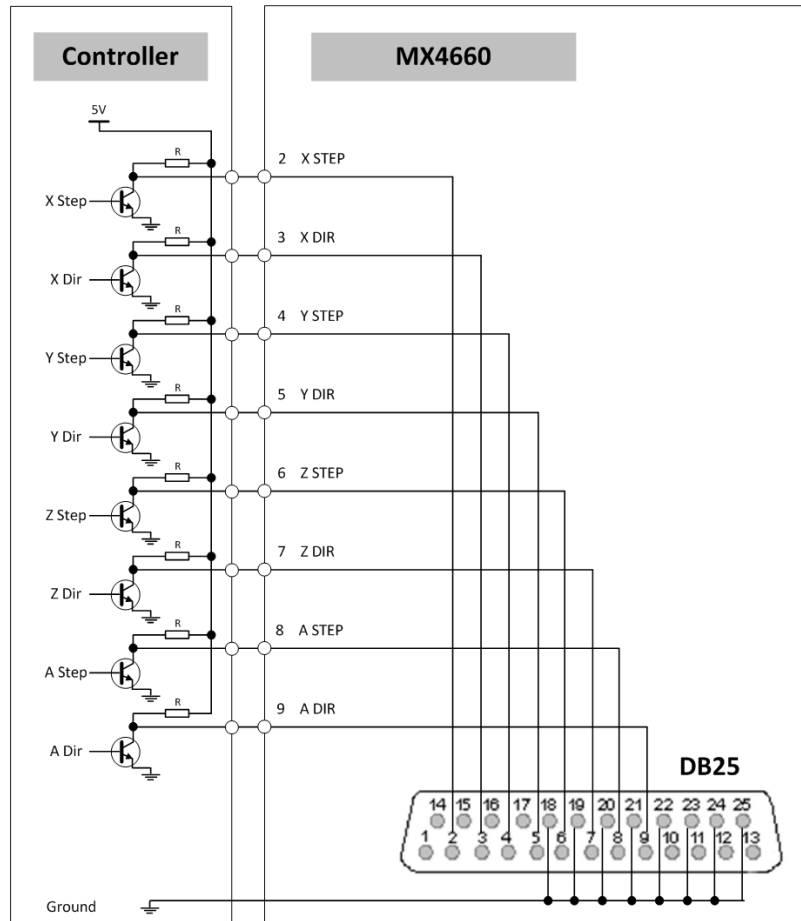 Controller
MX4660
5V
R
2 X STEP
X Step
R
3 X DIR
X Dir
R
4 Y STEP
Y Step
R
5 Y DIR
Y Dir
R
6 Z STEP
Z Step
R
7 Z DIR
Z Dir
R
8 A STEP
A Step
R
9 A DIR
A Dir
DB25
14 15 16 17 18 19 20 21 22 23 24 25
1 2 3 4 5 6 7 8 9 10 11 12 13
Ground